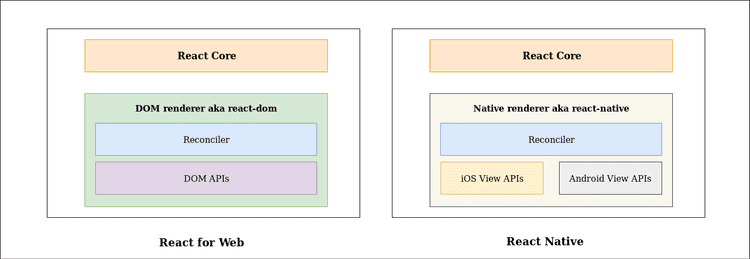 React Core
DOM renderer aka react-dom
Reconciler
DOM APIs
React for Web
React Core
Native renderer aka react-native
Reconciler
iOS View APIs
Android View APIs
React Native